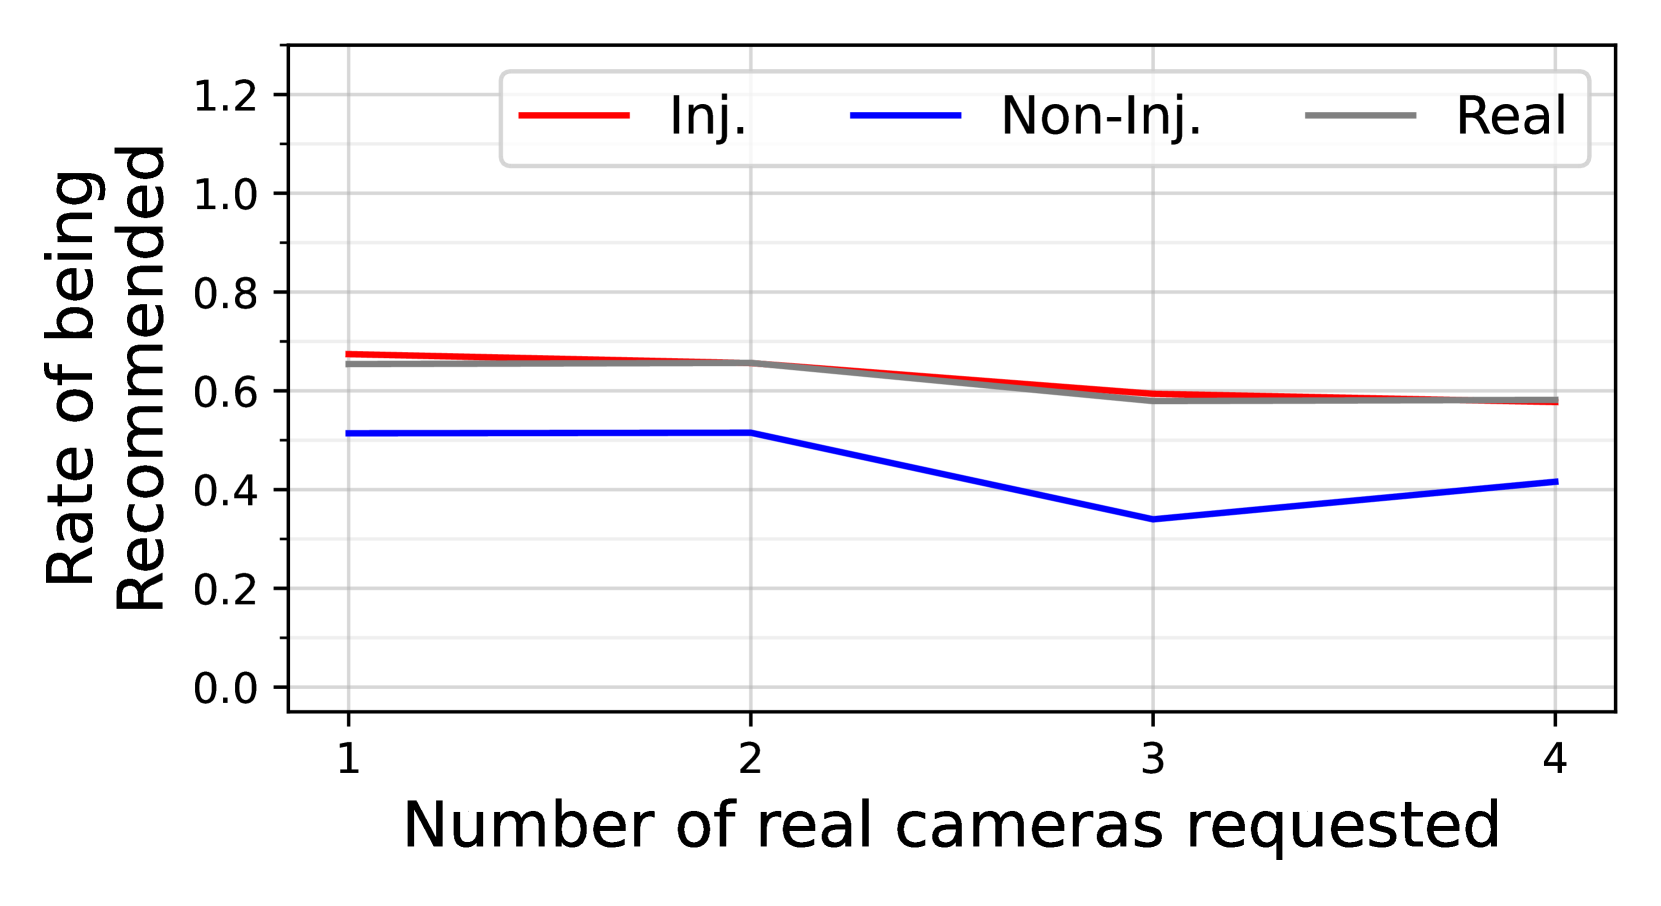 Inj. Non-Inj. Real
Rate of being
Recommended
1.2
1.0
0.8
0.6
0.4
0.2
0.0
1 2 3 4
Number of real cameras requested